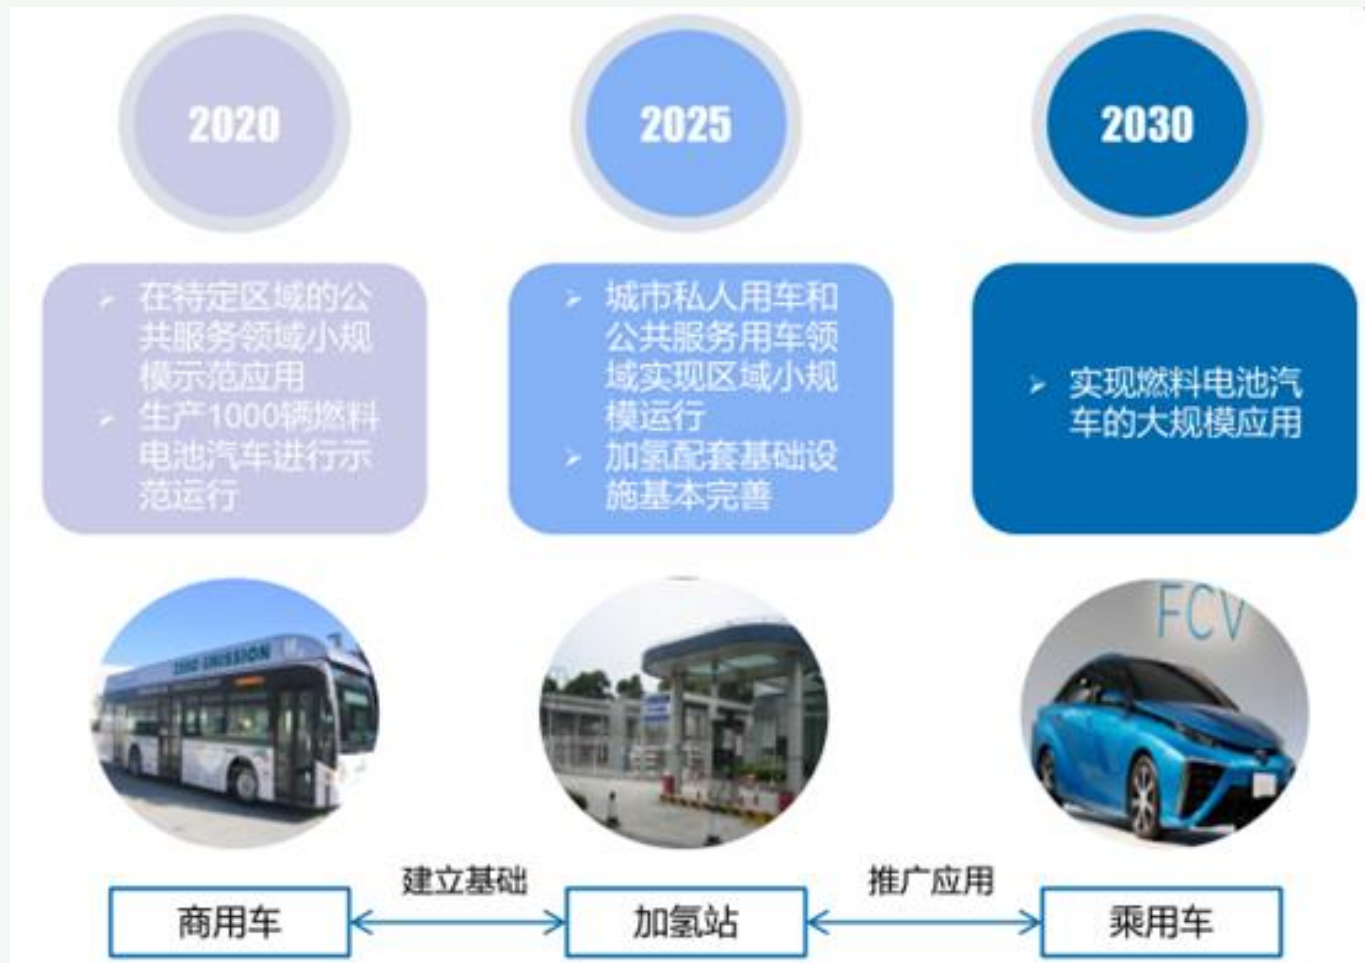 2020
2025
2030
在特定区域的公
共服务领域小规
模示范应用
生产1000辆燃料
电池汽车进行示
范运行
城市私人用车和
公共服务用车领
域实现区域小规
模运行
加氢配套基础设
施基本完善
实现燃料电池汽
车的大规模应用
ZERO EMISSION
FCV
建立基础
推广应用
商用车
加氢站
乘用车